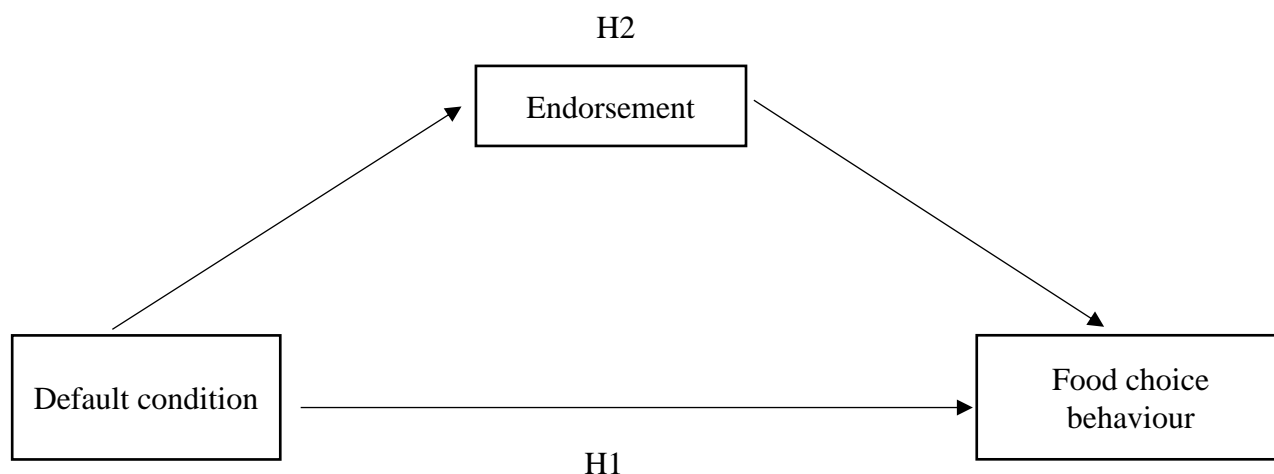 H2
Endorsement
Default condition
Food choice
behaviour
H1